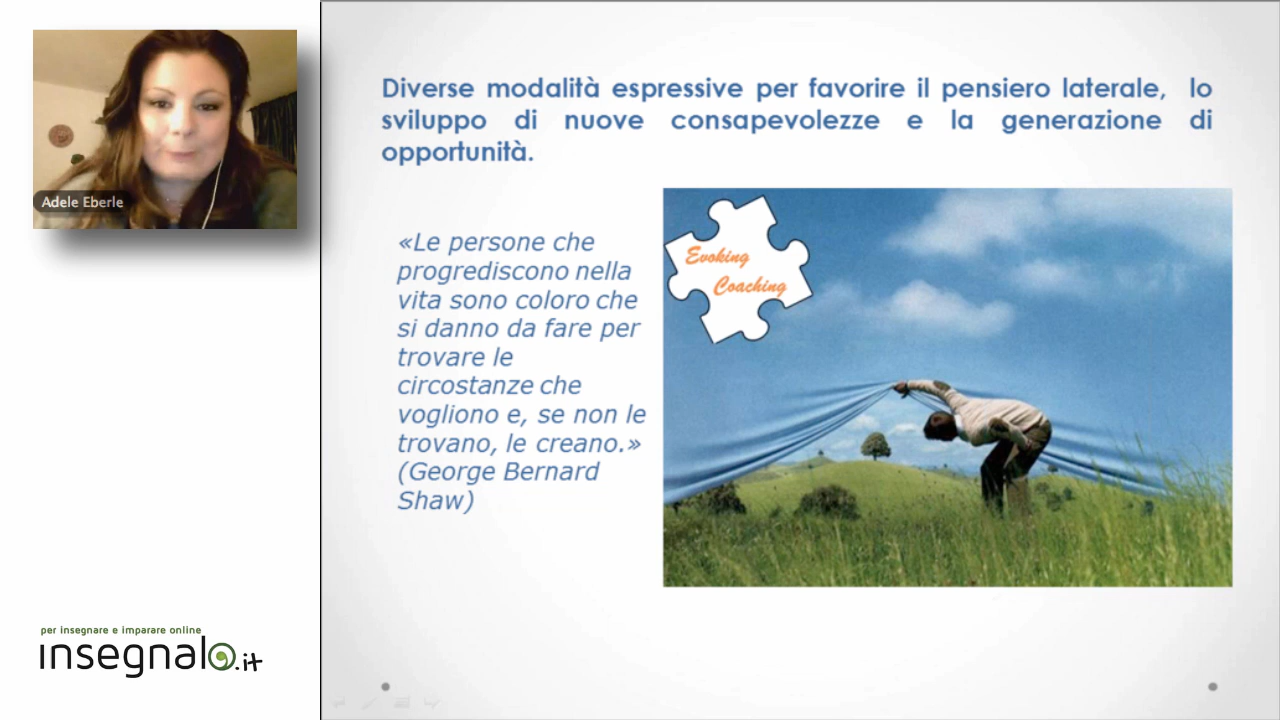 Adele Eberle
Diverse modalità espressive per favorire il pensiero laterale, lo
sviluppo di nuove consapevolezze e la generazione di
opportunità.
«Le persone che
progrediscono nella
vita sono coloro che
si danno da fare per
trovare le
circostanze che
vogliono e, se non le
trovano, le creano.»
(George Bernard
Shaw)
Evoking
Coaching
per insegnare e imparare online
insegnalo.it